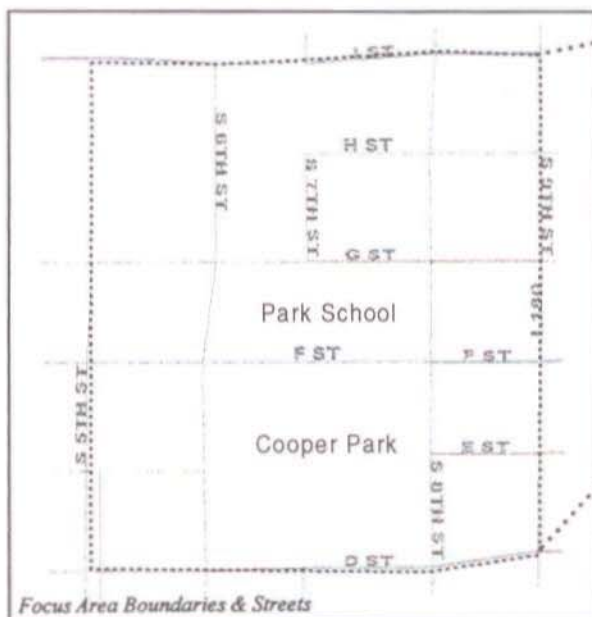 I ST
S 6TH ST
H ST
S 7TH ST
S 9TH ST
G ST
Park School
I 180
F ST
F ST
S 5TH ST
Cooper Park
E ST
S 8TH ST
D ST
Focus Area Boundaries & Streets